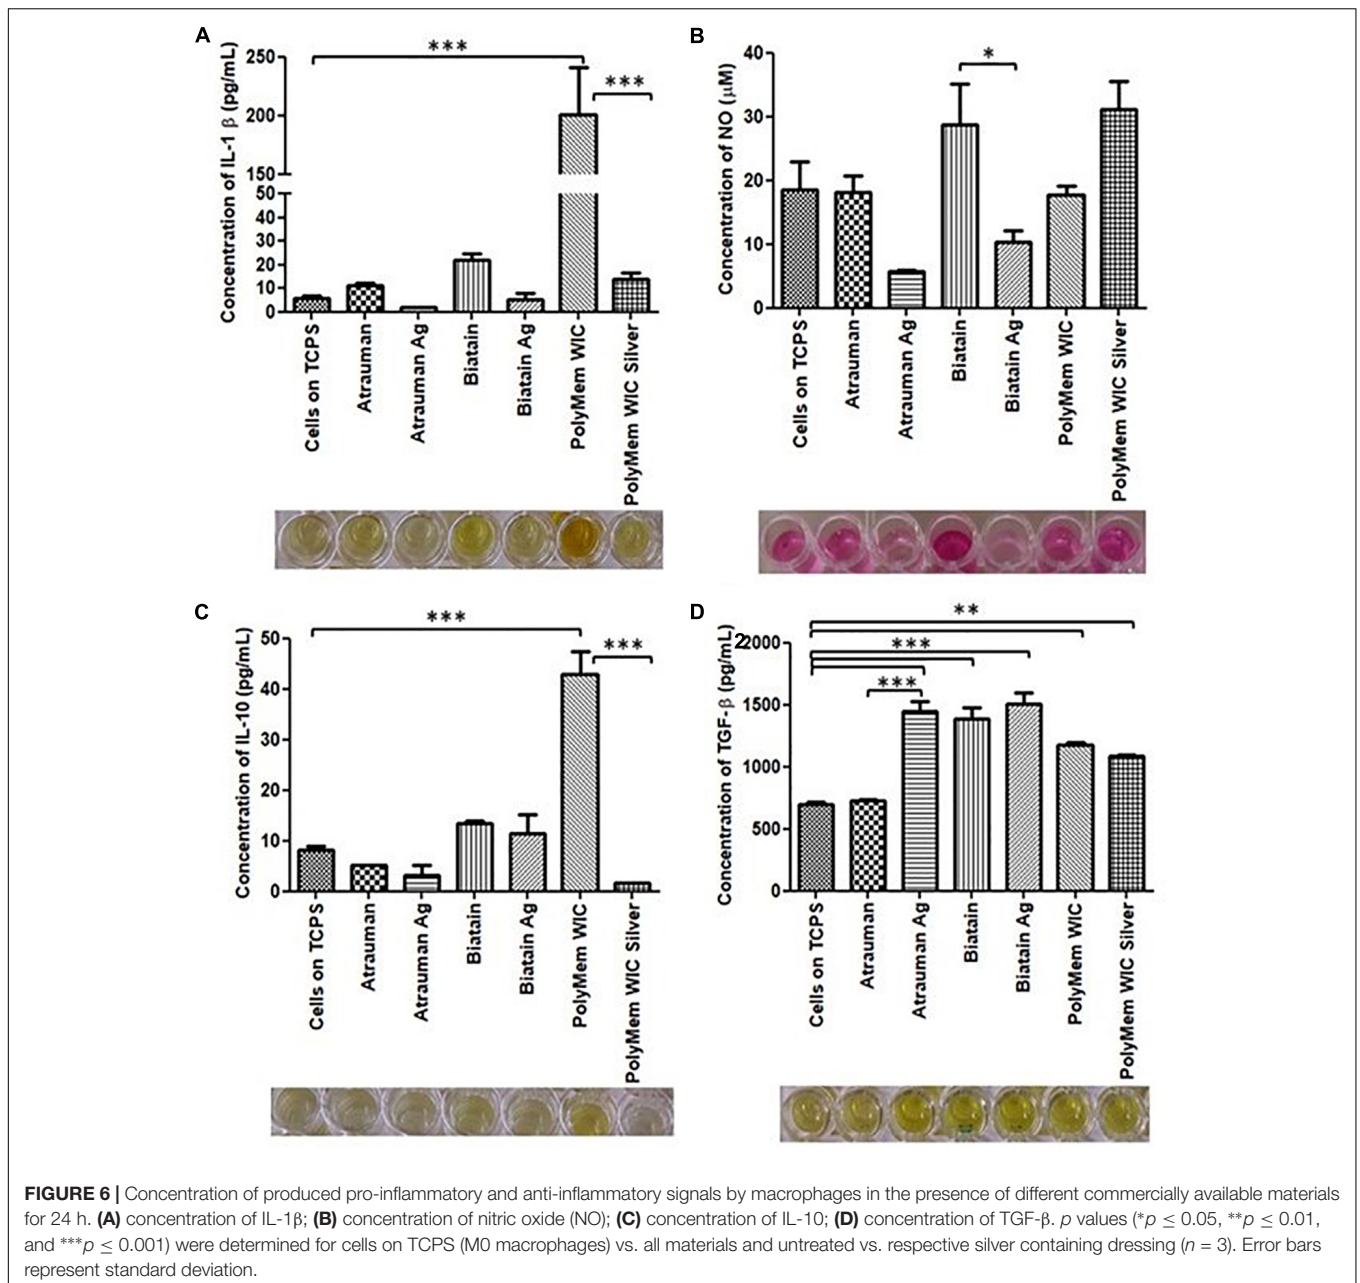 A
***
***
Concentration of IL-1 β (pg/mL)
250
200
150
50
40
30
20
10
0
Cells on TCPS
Atrauman
Atrauman Ag
Biatain
Biatain Ag
PolyMem WIC
PolyMem WIC Silver
B
*
Concentration of NO (μM)
40
30
20
10
0
Cells on TCPS
Atrauman
Atrauman Ag
Biatain
Biatain Ag
PolyMem WIC
PolyMem WIC Silver
C
***
***
Concentration of IL-10 (pg/mL)
50
40
30
20
10
0
Cells on TCPS
Atrauman
Atrauman Ag
Biatain
Biatain Ag
PolyMem WIC
PolyMem WIC Silver
D
**
***
***
Concentration of TGF-β (pg/mL)
22000
1500
1000
500
0
Cells on TCPS
Atrauman
Atrauman Ag
Biatain
Biatain Ag
PolyMem WIC
PolyMem WIC Silver
FIGURE 6 | Concentration of produced pro-inflammatory and anti-inflammatory signals by macrophages in the presence of different commercially available materials
for 24 h. (A) concentration of IL-1β; (B) concentration of nitric oxide (NO); (C) concentration of IL-10; (D) concentration of TGF-β. p values (*p ≤ 0.05, **p ≤ 0.01,
and ***p ≤ 0.001) were determined for cells on TCPS (M0 macrophages) vs. all materials and untreated vs. respective silver containing dressing (n = 3). Error bars
represent standard deviation.